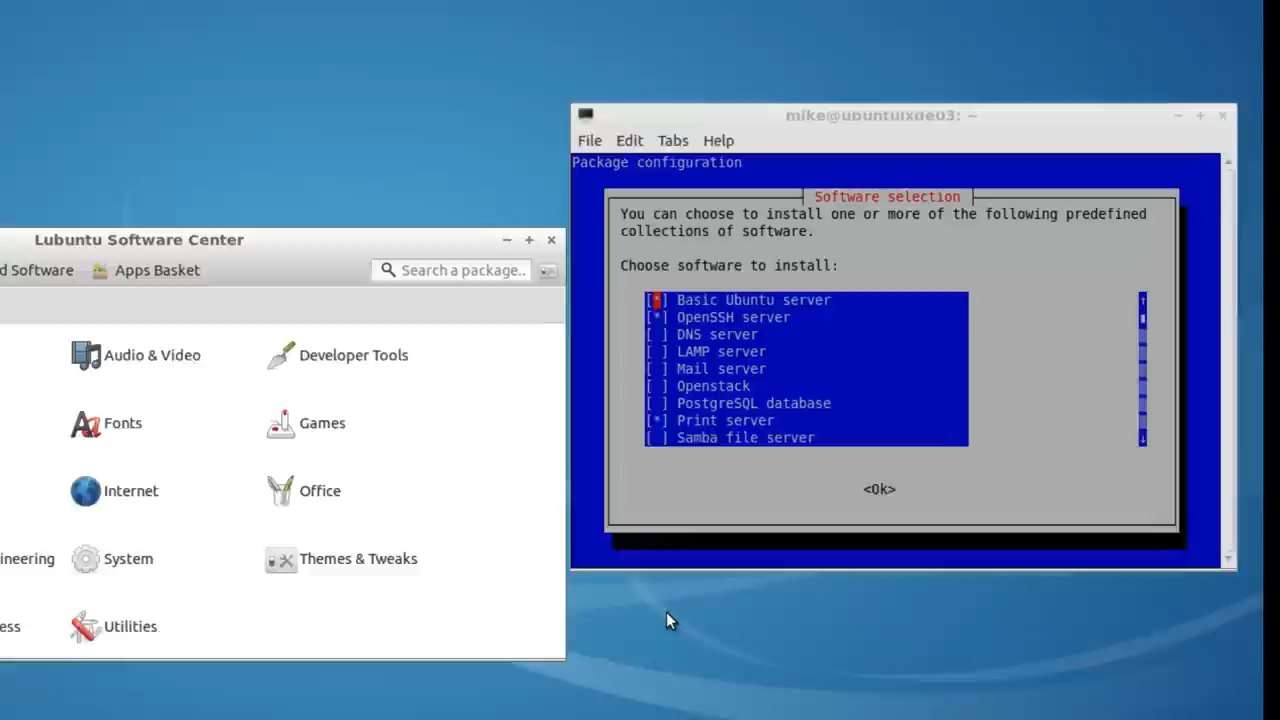 Lubuntu Software Center
d Software
Apps Basket
Search a package..
Audio & Video
Developer Tools
Fonts
Games
Internet
Office
ineering
System
Themes & Tweaks
ess
Utilities
mike@ubuntulxde03: ~
File Edit Tabs Help
Package configuration
Software selection
You can choose to install one or more of the following predefined
collections of software.
Choose software to install:
[*] Basic Ubuntu server
[*] OpenSSH server
[ ] DNS server
[ ] LAMP server
[ ] Mail server
[ ] Openstack
[ ] PostgreSQL database
[*] Print server
[ ] Samba file server
<Ok>